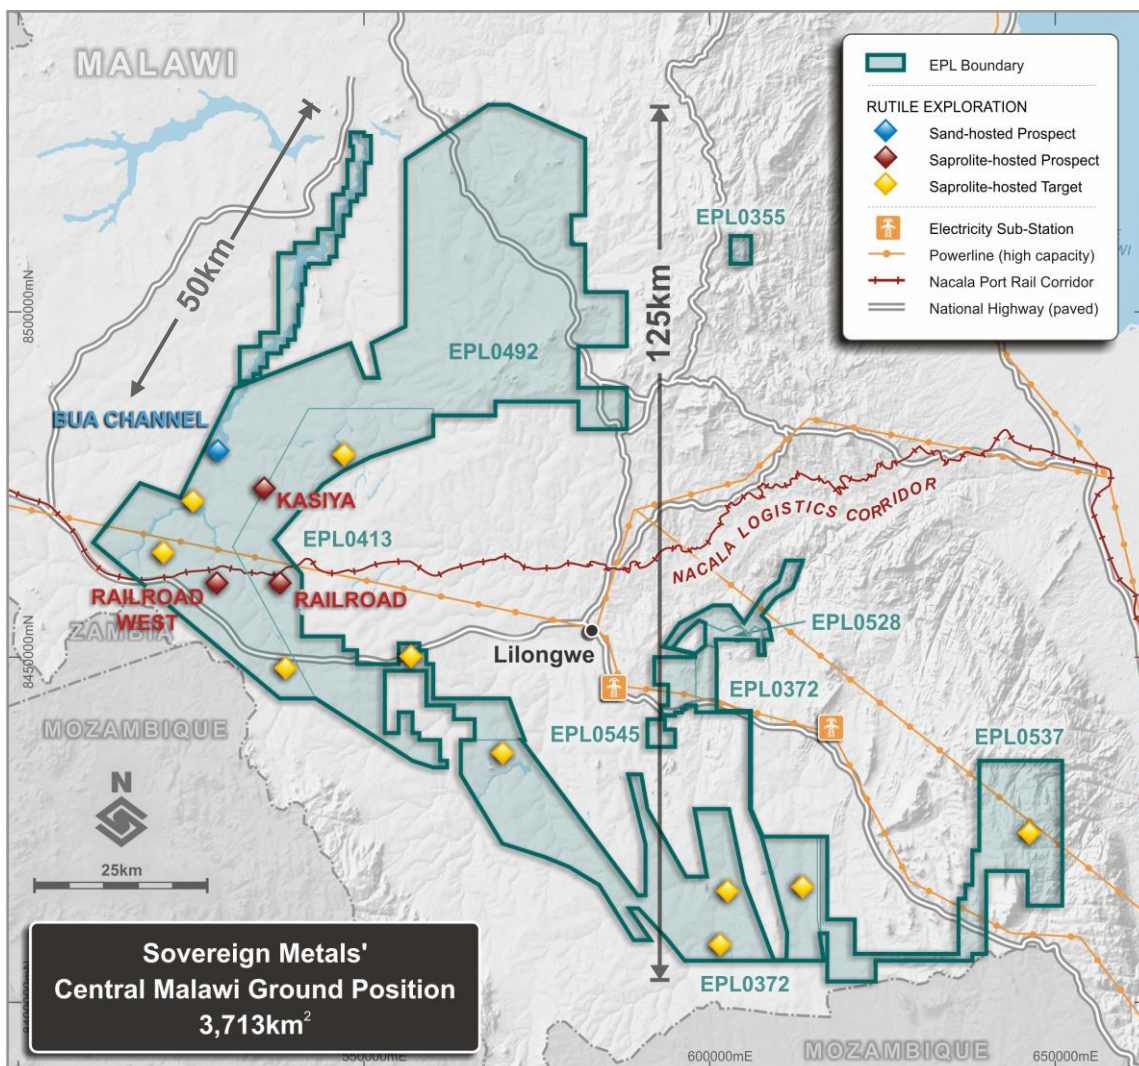 MALAWI
50km
125km
EPL0355
EPL Boundary
RUTILE EXPLORATION
Sand-hosted Prospect
Saprolite-hosted Prospect
Saprolite-hosted Target
Electricity Sub-Station
Powerline (high capacity)
Nacala Port Rail Corridor
National Highway (paved)
8500000mN
EPL0492
BUA CHANNEL
KASIYA
EPL0413
NACALA LOGISTICS CORRIDOR
RAILROAD
WEST
RAILROAD
ZAMBIA
8450000mN
Lilongwe
EPL0528
EPL0372
EPL0545
EPL0537
MOZAMBIQUE
N
25km
Sovereign Metals'
Central Malawi Ground Position
3,713km²
EPL0372
550000mE
600000mE
650000mE
MOZAMBIQUE